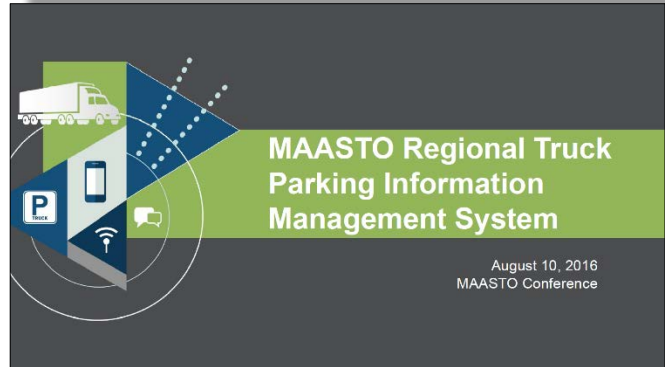 P
TRUCK
MAASTO Regional Truck
Parking Information
Management System
August 10, 2016
MAASTO Conference